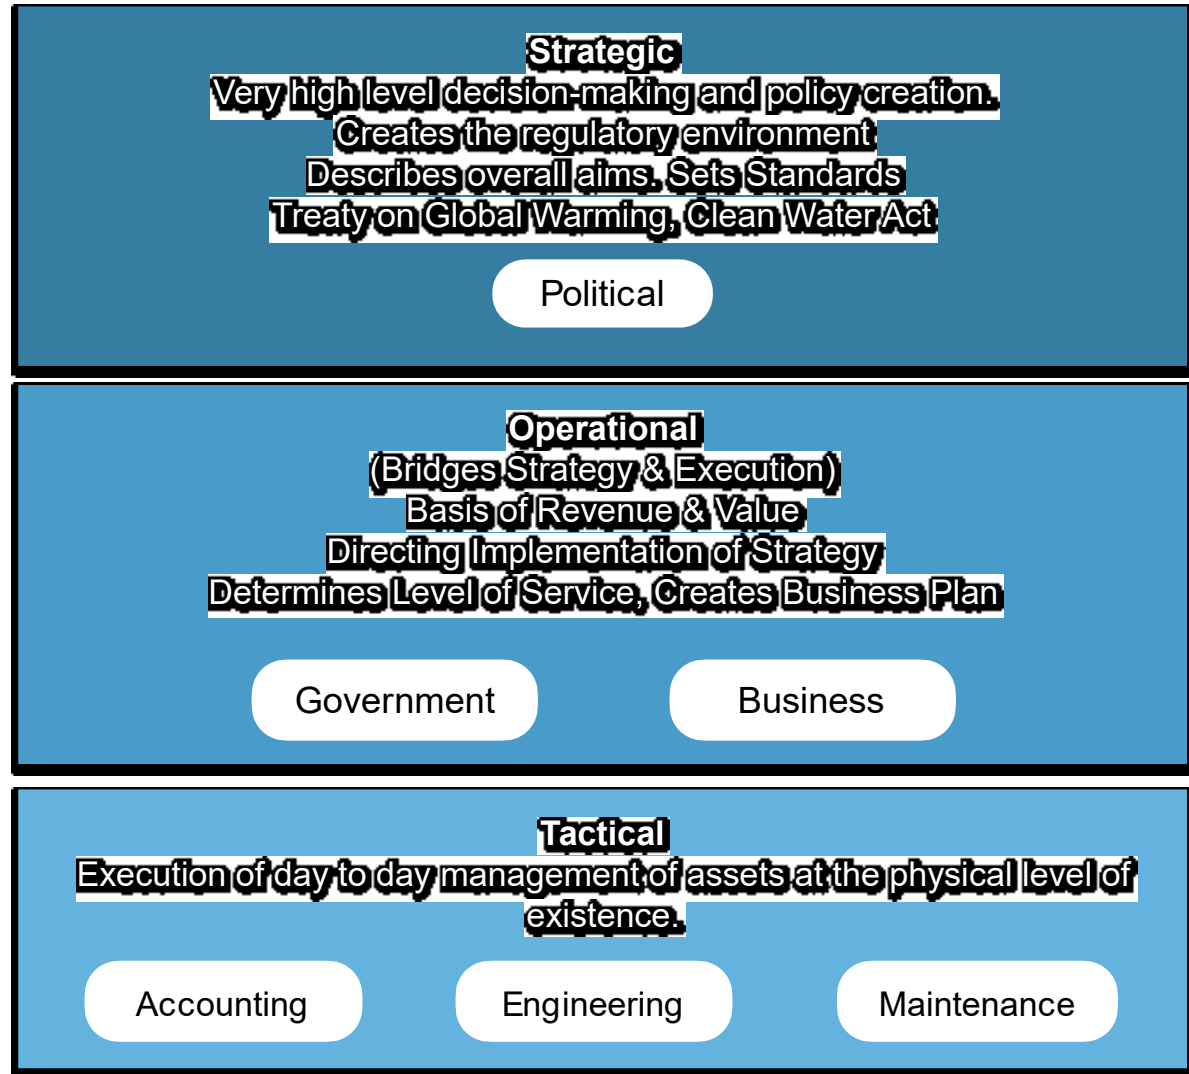 Strategic
Very high level decision-making and policy creation.
Creates the regulatory environment
Describes overall aims. Sets Standards
Treaty on Global Warming, Clean Water Act
Political
Operational
(Bridges Strategy & Execution)
Basis of Revenue & Value
Directing Implementation of Strategy
Determines Level of Service, Creates Business Plan
Government
Business
Tactical
Execution of day to day management of assets at the physical level of
existence.
Accounting
Engineering
Maintenance